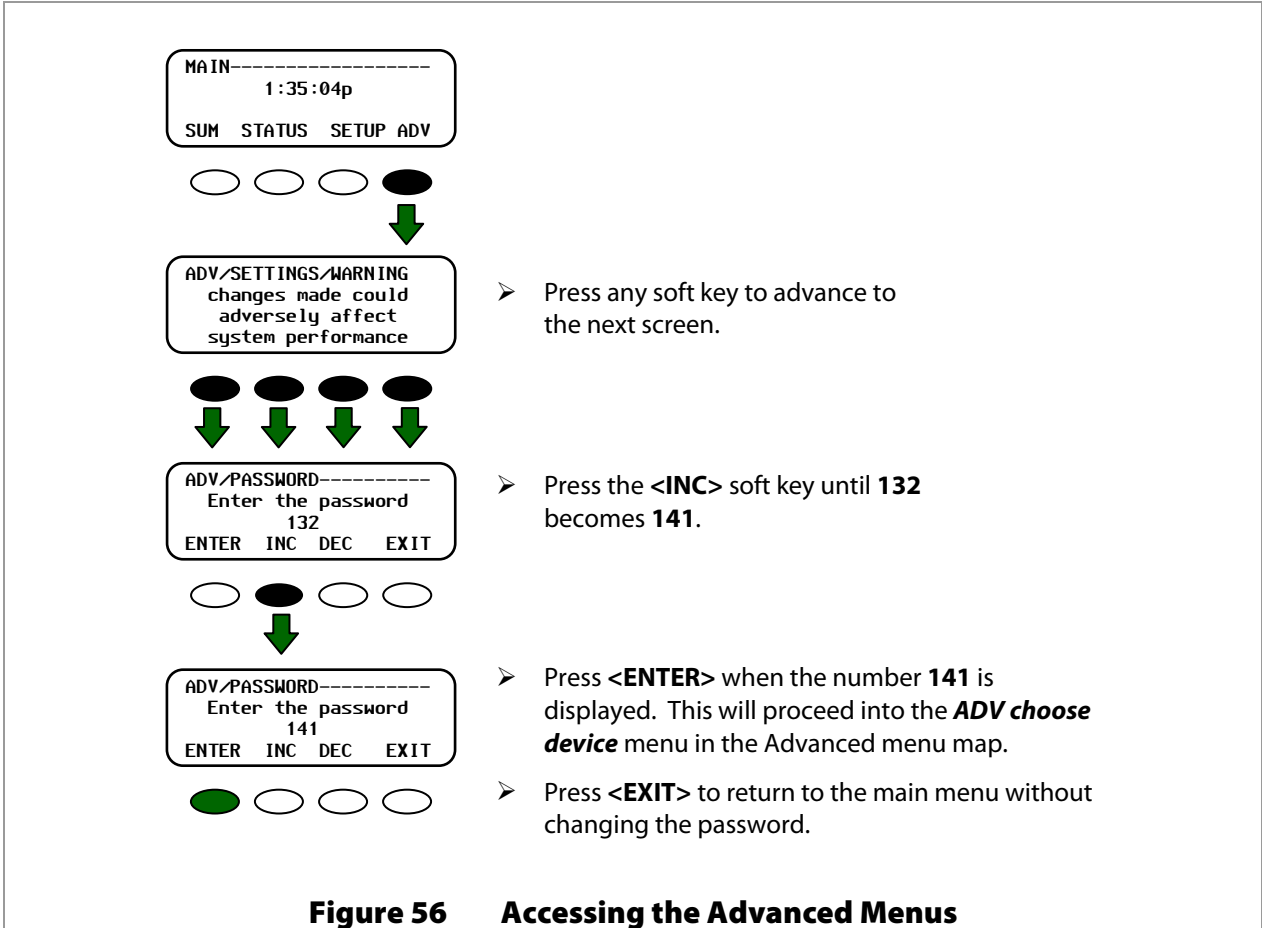 MAIN-------------------
1:35:04p
SUM STATUS SETUP ADV
ADV/SETTINGS/WARNING
changes made could
adversely affect
system performance
➢ Press any soft key to advance to
the next screen.
ADV/PASSWORD----------
Enter the password
132
ENTER INC DEC EXIT
➢ Press the <INC> soft key until 132
becomes 141.
ADV/PASSWORD----------
Enter the password
141
ENTER INC DEC EXIT
➢ Press <ENTER> when the number 141 is
displayed. This will proceed into the ADV choose
device menu in the Advanced menu map.
➢ Press <EXIT> to return to the main menu without
changing the password.
Figure 56 Accessing the Advanced Menus